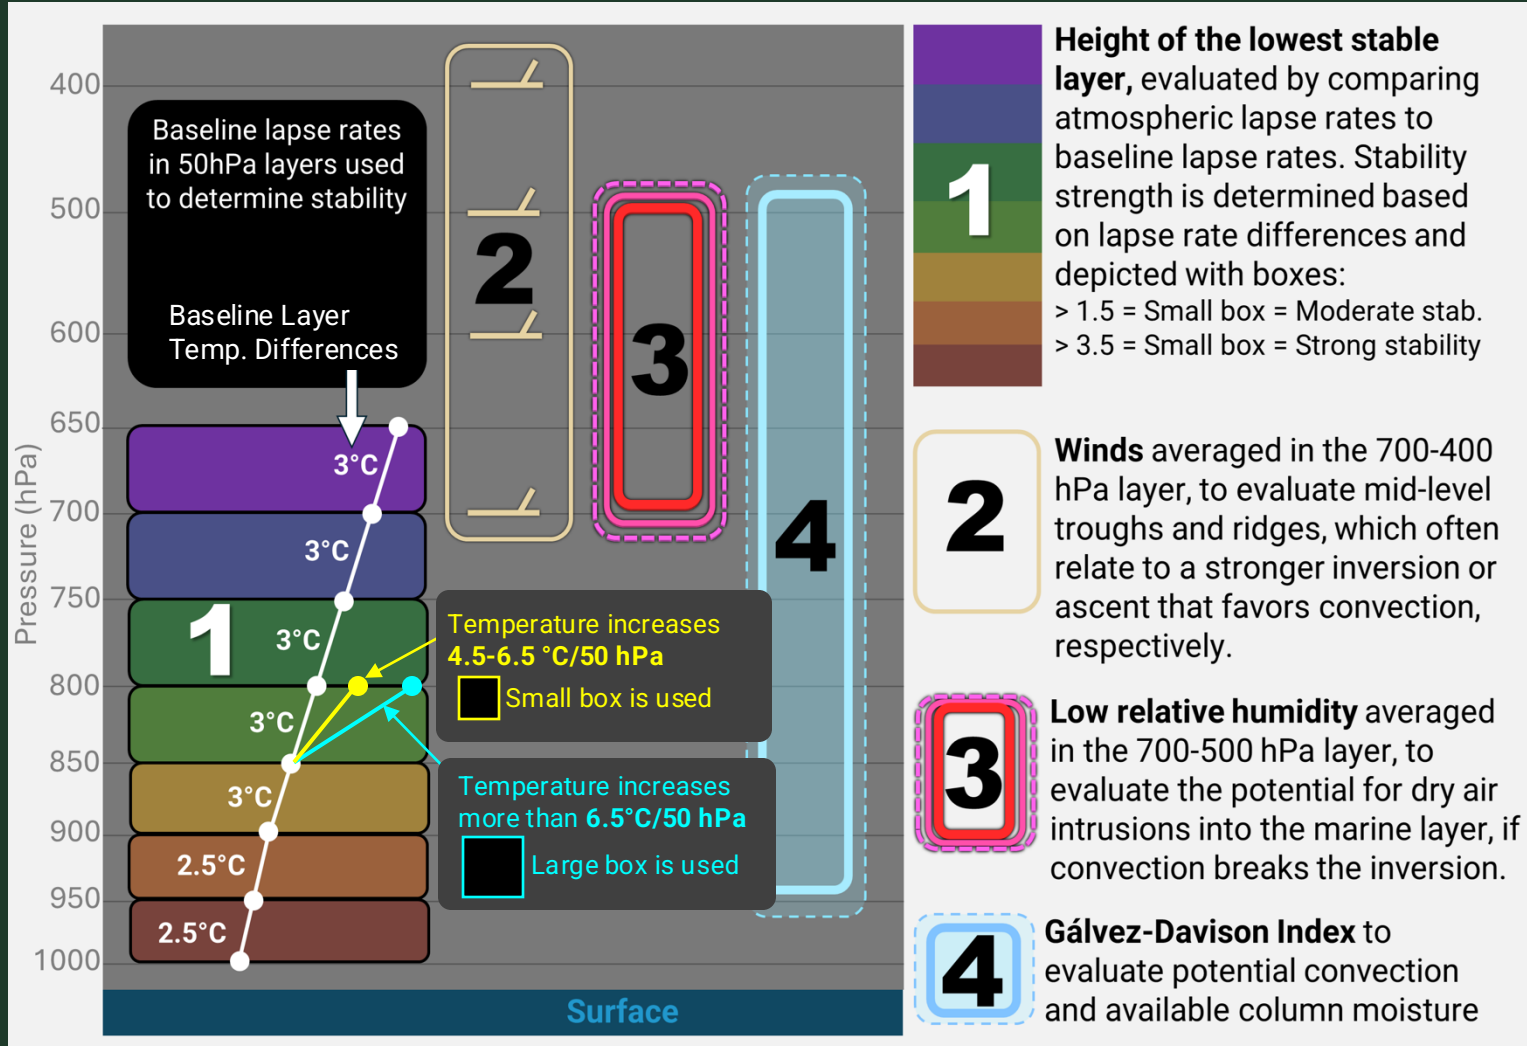 400
500
600
650
700
750
800
850
900
950
1000
Pressure (hPa)
Baseline lapse rates
in 50hPa layers used
to determine stability
Baseline Layer
Temp. Differences
3°C
3°C
1
3°C
3°C
3°C
2.5°C
2.5°C
2
3
4
Temperature increases
4.5-6.5 °C/50 hPa
Small box is used
Temperature increases
more than 6.5°C/50 hPa
Large box is used
Surface
1
Height of the lowest stable
layer, evaluated by comparing
atmospheric lapse rates to
baseline lapse rates. Stability
strength is determined based
on lapse rate differences and
depicted with boxes:
> 1.5 = Small box = Moderate stab.
> 3.5 = Small box = Strong stability
2
Winds averaged in the 700-400
hPa layer, to evaluate mid-level
troughs and ridges, which often
relate to a stronger inversion or
ascent that favors convection,
respectively.
3
Low relative humidity averaged
in the 700-500 hPa layer, to
evaluate the potential for dry air
intrusions into the marine layer, if
convection breaks the inversion.
4
Gálvez-Davison Index to
evaluate potential convection
and available column moisture